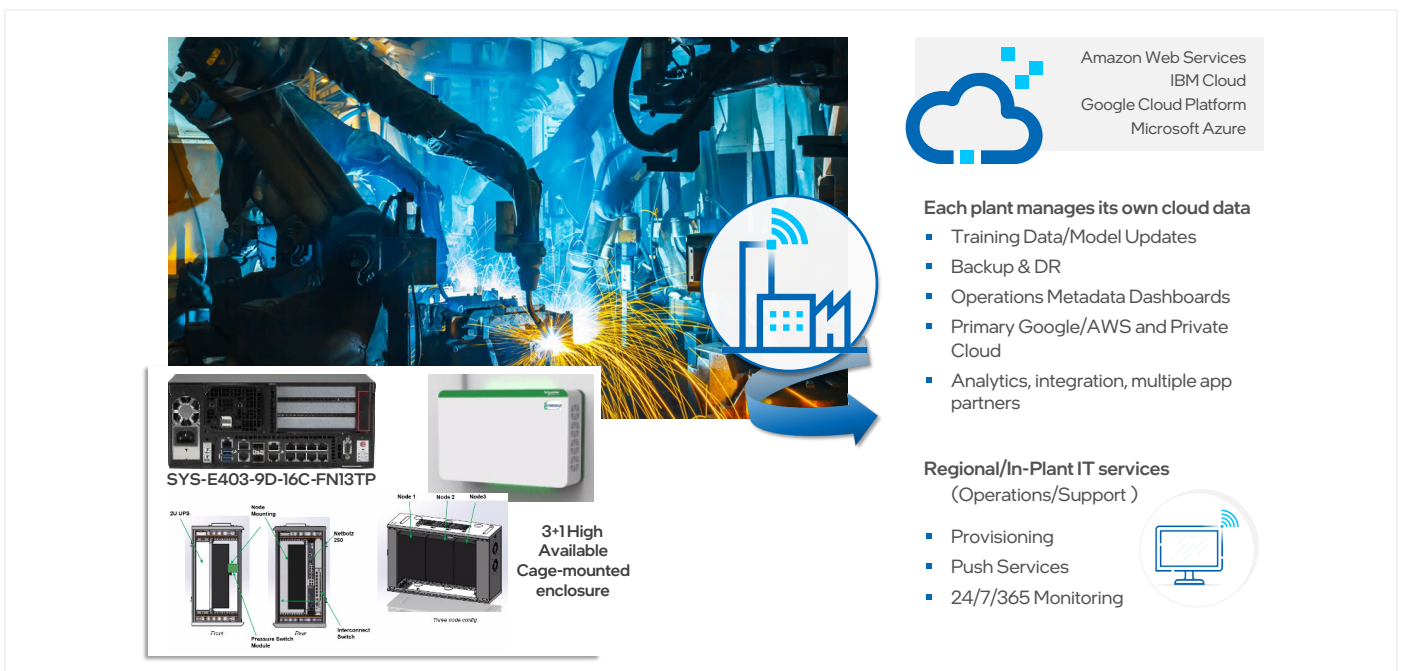 Amazon Web Services
IBM Cloud
Google Cloud Platform
Microsoft Azure
Each plant manages its own cloud data
Training Data/Model Updates
Backup & DR
Operations Metadata Dashboards
Primary Google/AWS and Private
Cloud
Analytics, integration, multiple app
partners
Regional/In-Plant IT services
(Operations/Support )
Provisioning
Push Services
24/7/365 Monitoring
SYS-E403-9D-16C-FN13TP
2U UPS
Node
Mounting
Netbotz
250
Front
Rear
Pressure Switch
Module
Interconnect
Switch
Node 1
Node 2
Node3
Three node config
3+1 High
Available
Cage-mounted
enclosure